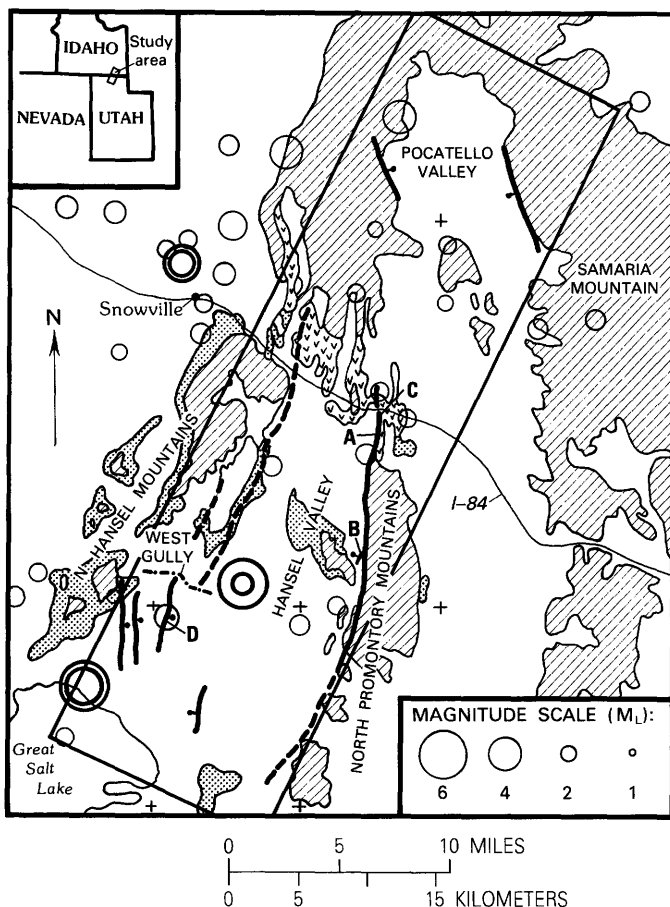 IDAHO
Study
area
NEVADA
UTAH
POCATELLO
VALLEY
SAMARIA
MOUNTAIN
Snowville
N
C
A
I-84
HANSEL MOUNTAINS
HANSEL VALLEY
B
WEST
GULLY
NORTH PROMONTORY MOUNTAINS
D
Great
Salt
Lake
MAGNITUDE SCALE (ML):
6 4 2 1
0 5 10 MILES
0 5 15 KILOMETERS